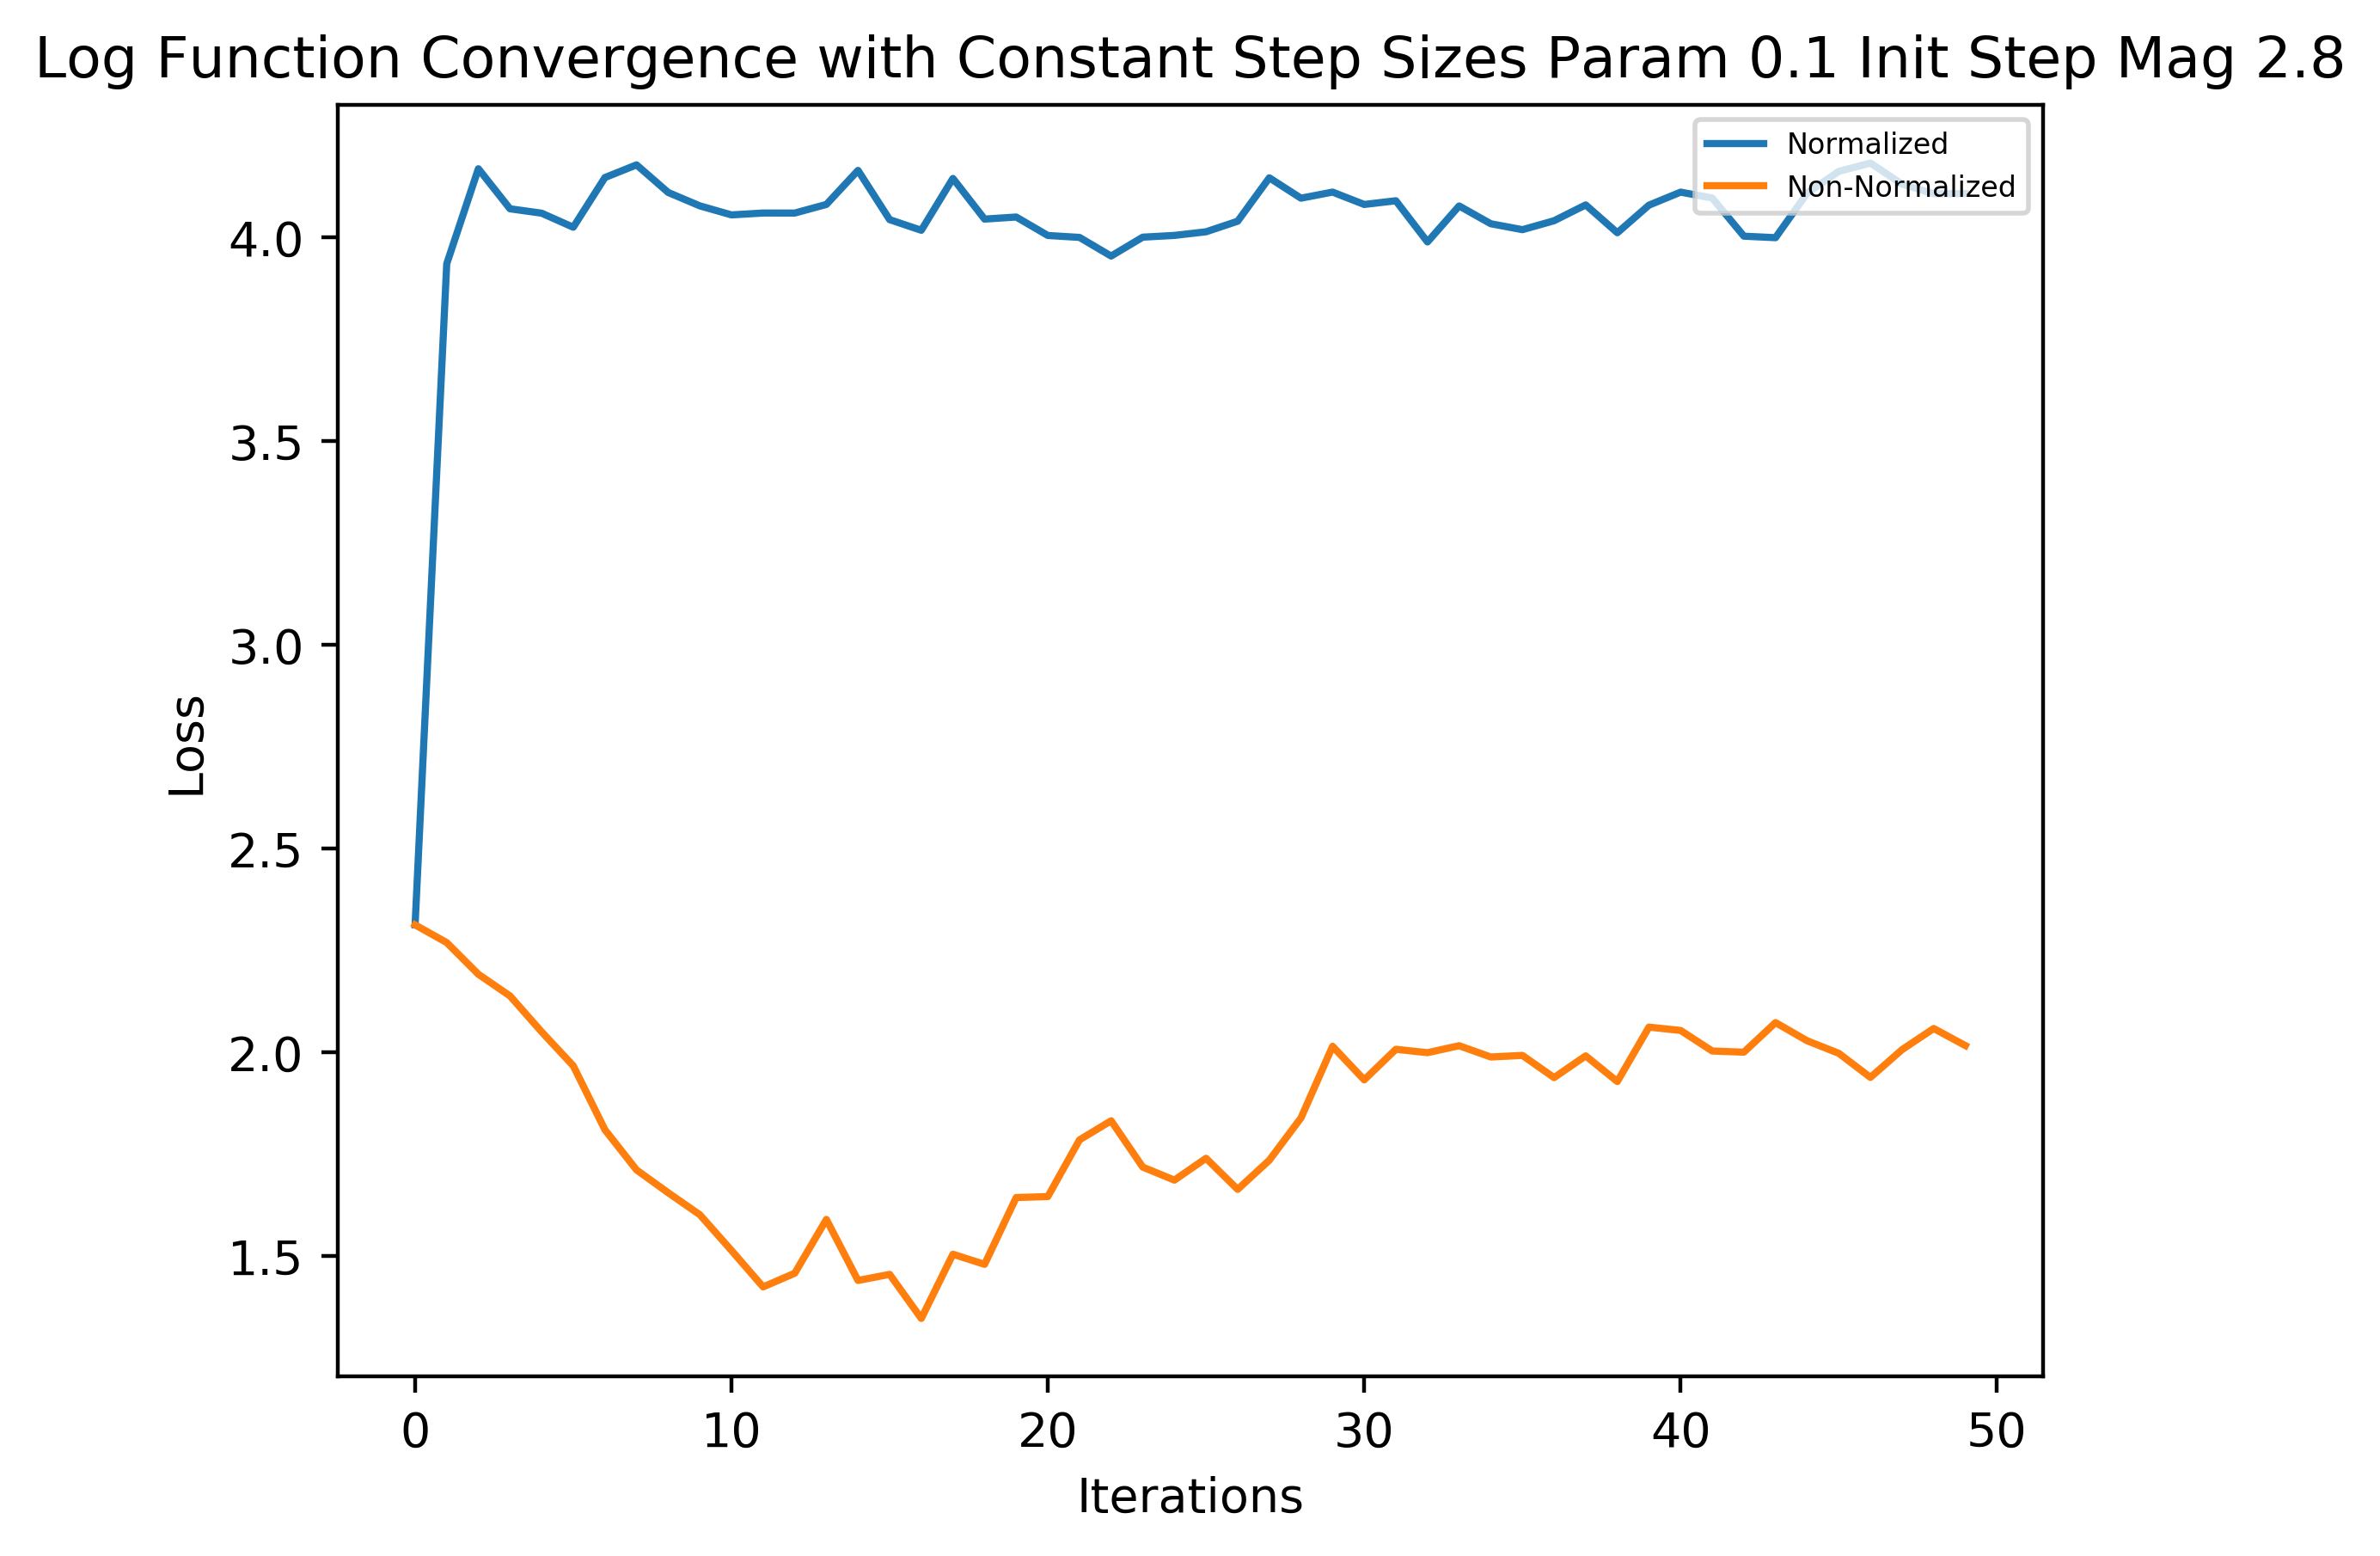 Log Function Convergence with Constant Step Sizes Param 0.1 Init Step Mag 2.8
Normalized
Non-Normalized
4.0
3.5
3.0
2.5
2.0
1.5
Loss
0 10 20 30 40 50
Iterations